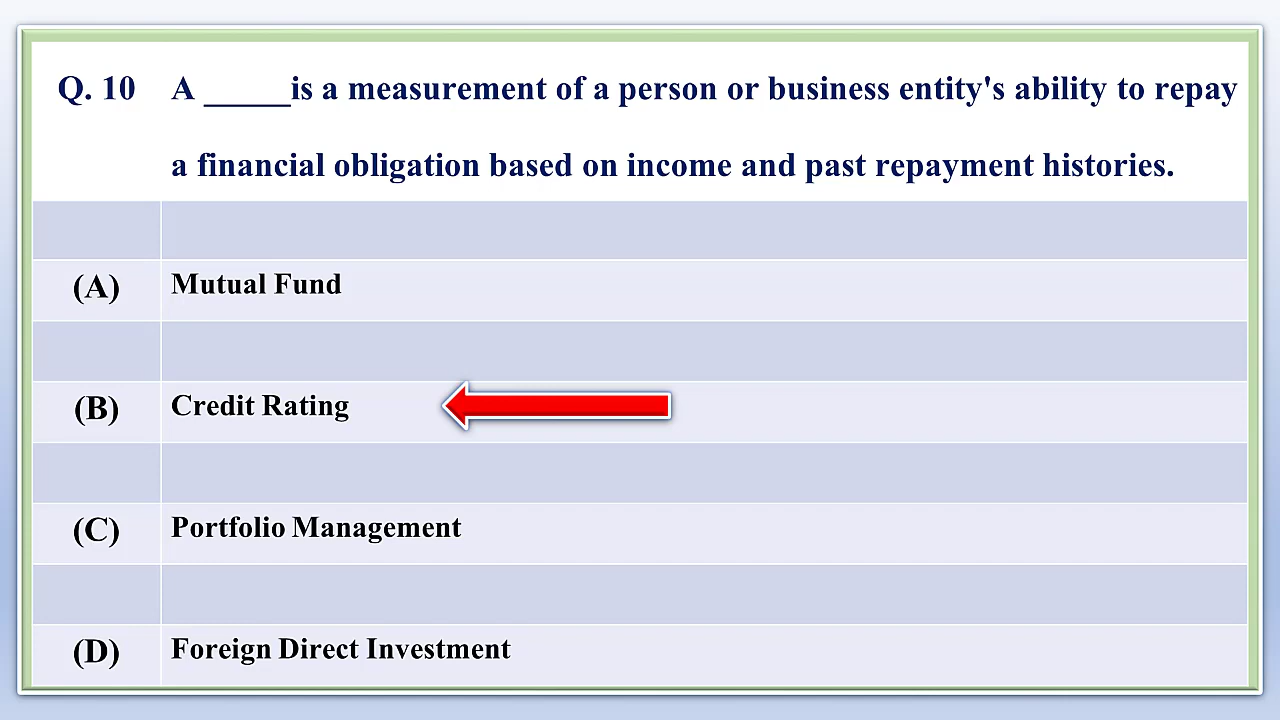 Q. 10 A _____is a measurement of a person or business entity's ability to repay
a financial obligation based on income and past repayment histories.
(A) Mutual Fund
(B) Credit Rating
(C) Portfolio Management
(D) Foreign Direct Investment